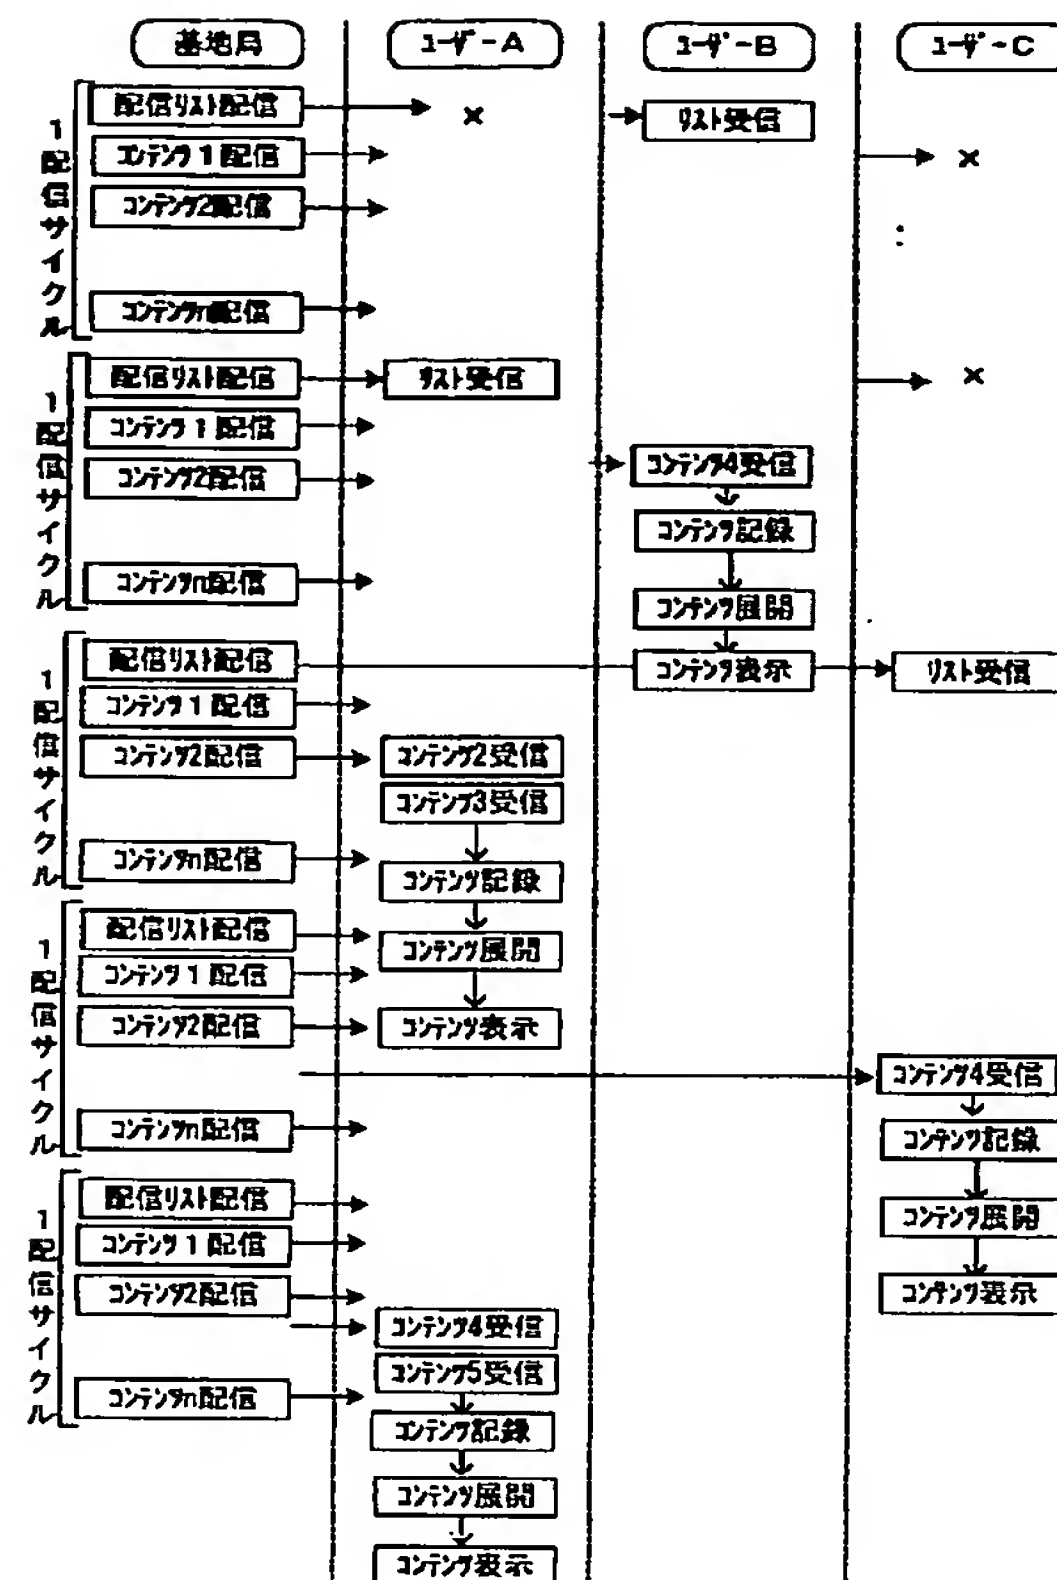 基地局
ユーザ-A
ユーザ-B
ユーザ-C
1配信サイクル
配信リスト配信
×
リスト受信
コンテンツ1配信
×
コンテンツ2配信
コンテンツn配信
1配信サイクル
配信リスト配信
リスト受信
×
コンテンツ1配信
コンテンツ2配信
コンテンツ4受信
コンテンツ記録
コンテンツn配信
コンテンツ展開
1配信サイクル
配信リスト配信
コンテンツ表示
リスト受信
コンテンツ1配信
コンテンツ2配信
コンテンツ2受信
コンテンツ3受信
コンテンツn配信
コンテンツ記録
1配信サイクル
配信リスト配信
コンテンツ展開
コンテンツ1配信
コンテンツ2配信
コンテンツ表示
コンテンツ4受信
コンテンツn配信
コンテンツ記録
1配信サイクル
配信リスト配信
コンテンツ展開
コンテンツ1配信
コンテンツ2配信
コンテンツ表示
コンテンツ4受信
コンテンツ5受信
コンテンツn配信
コンテンツ記録
コンテンツ展開
コンテンツ表示